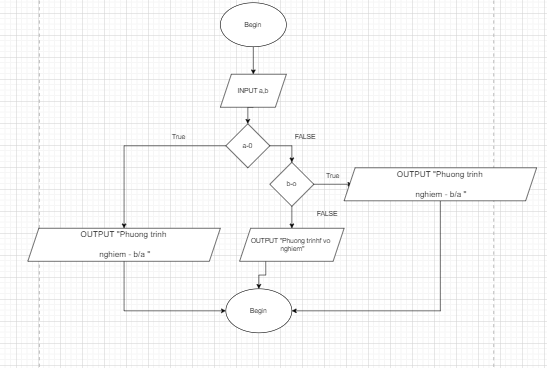 Begin
INPUT a,b
True
FALSE
a-0
b-o
True
OUTPUT "Phuong trinh
nghiem - b/a "
FALSE
OUTPUT "Phuong trinh
nghiem - b/a "
OUTPUT "Phuong trinhf vo
nghiem"
Begin